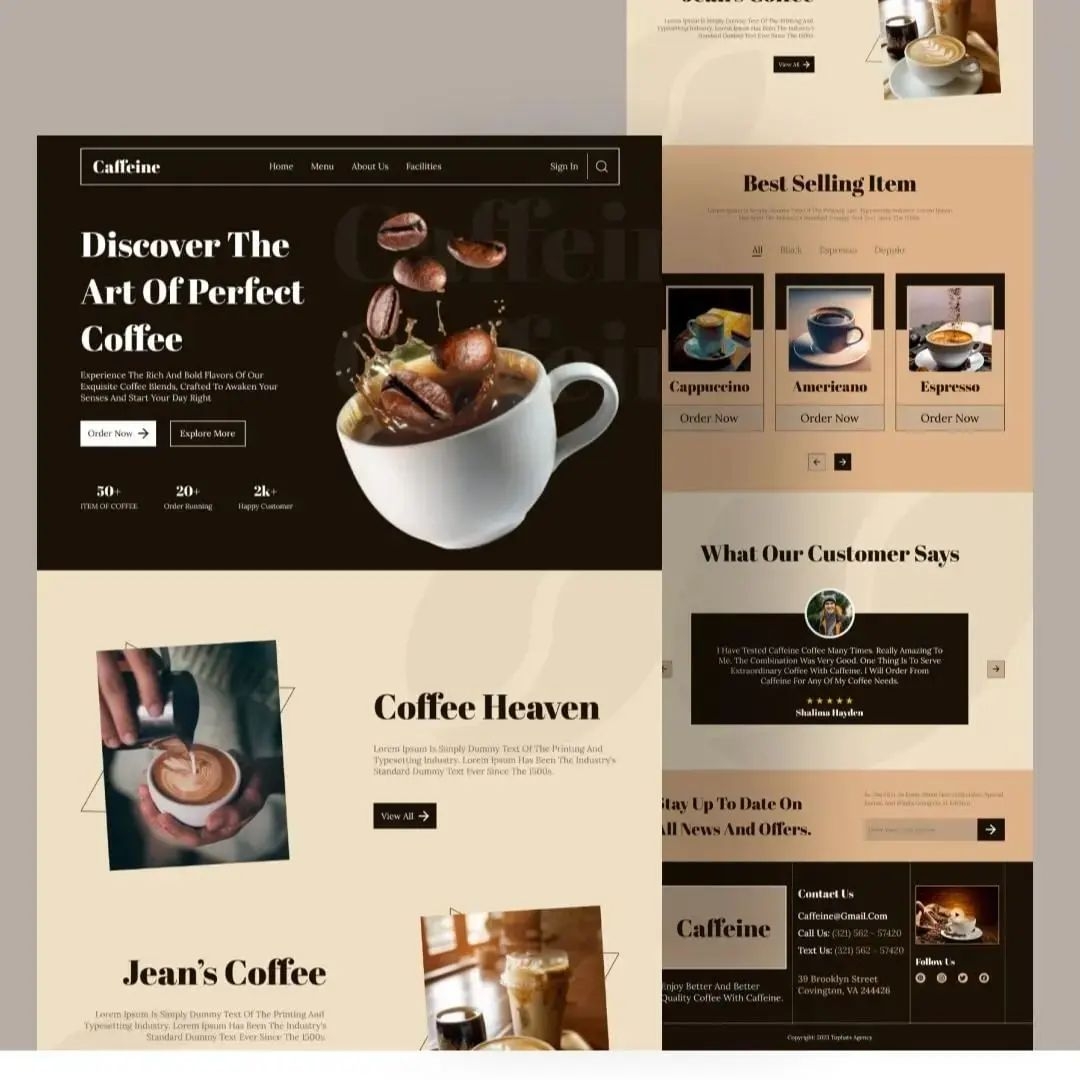 Caffeine
Home
Menu
About Us
Facilities
Sign In
Discover The
Art Of Perfect
Coffee
Experience The Rich And Bold Flavors Of Our
Exquisite Coffee Blends, Crafted To Awaken Your
Senses And Start Your Day Right
Order Now
Explore More
50+
20+
2k+
ITEM OF COFFEE
Order Running
Happy Customer
Coffee Heaven
Lorem Ipsum Is Simply Dummy Text Of The Printing And
Typesetting Industry. Lorem Ipsum Has Been The Industry's
Standard Dummy Text Ever Since The 1500s.
View All
Jean's Coffee
Lorem Ipsum Is Simply Dummy Text Of The Printing And
Typesetting Industry. Lorem Ipsum Has Been The Industry's
Standard Dummy Text Ever Since The 1500s.
Jean's Coffee
Lorem Ipsum Is Simply Dummy Text Of The Printing And
Typesetting Industry. Lorem Ipsum Has Been The Industry's
Standard Dummy Text Ever Since The 1500s.
View All
Best Selling Item
All
Black
Espresso
Cappuccino
Americano
Espresso
Order Now
Order Now
Order Now
What Our Customer Says
I Have Tested Caffeine Coffee Many Times. Really Amazing To
Me. The Combination Was Very Good. One Thing Is To Serve
Extraordinary Coffee With Caffeine. I Will Order From
Caffeine For Any Of My Coffee Needs.
Shalima Hayden
Stay Up To Date On
All News And Offers.
Caffeine
Enjoy Better And Better
Quality Coffee With Caffeine.
Contact Us
Caffeine@Gmail.Com
Call Us: (321) 562 - 57420
Text Us: (321) 562 - 57420
39 Brooklyn Street
Covington, VA 244426
Follow Us